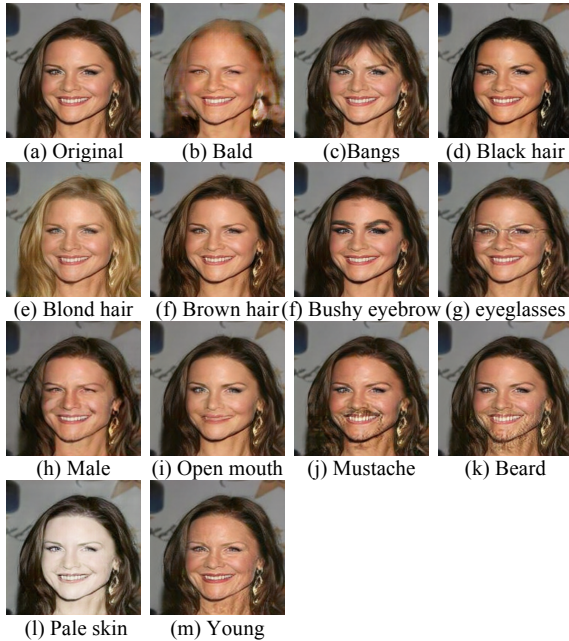 (a) Original (b) Bald (c)Bangs (d) Black hair
(e) Blond hair (f) Brown hair (f) Bushy eyebrow (g) eyeglasses
(h) Male (i) Open mouth (j) Mustache (k) Beard
(l) Pale skin (m) Young